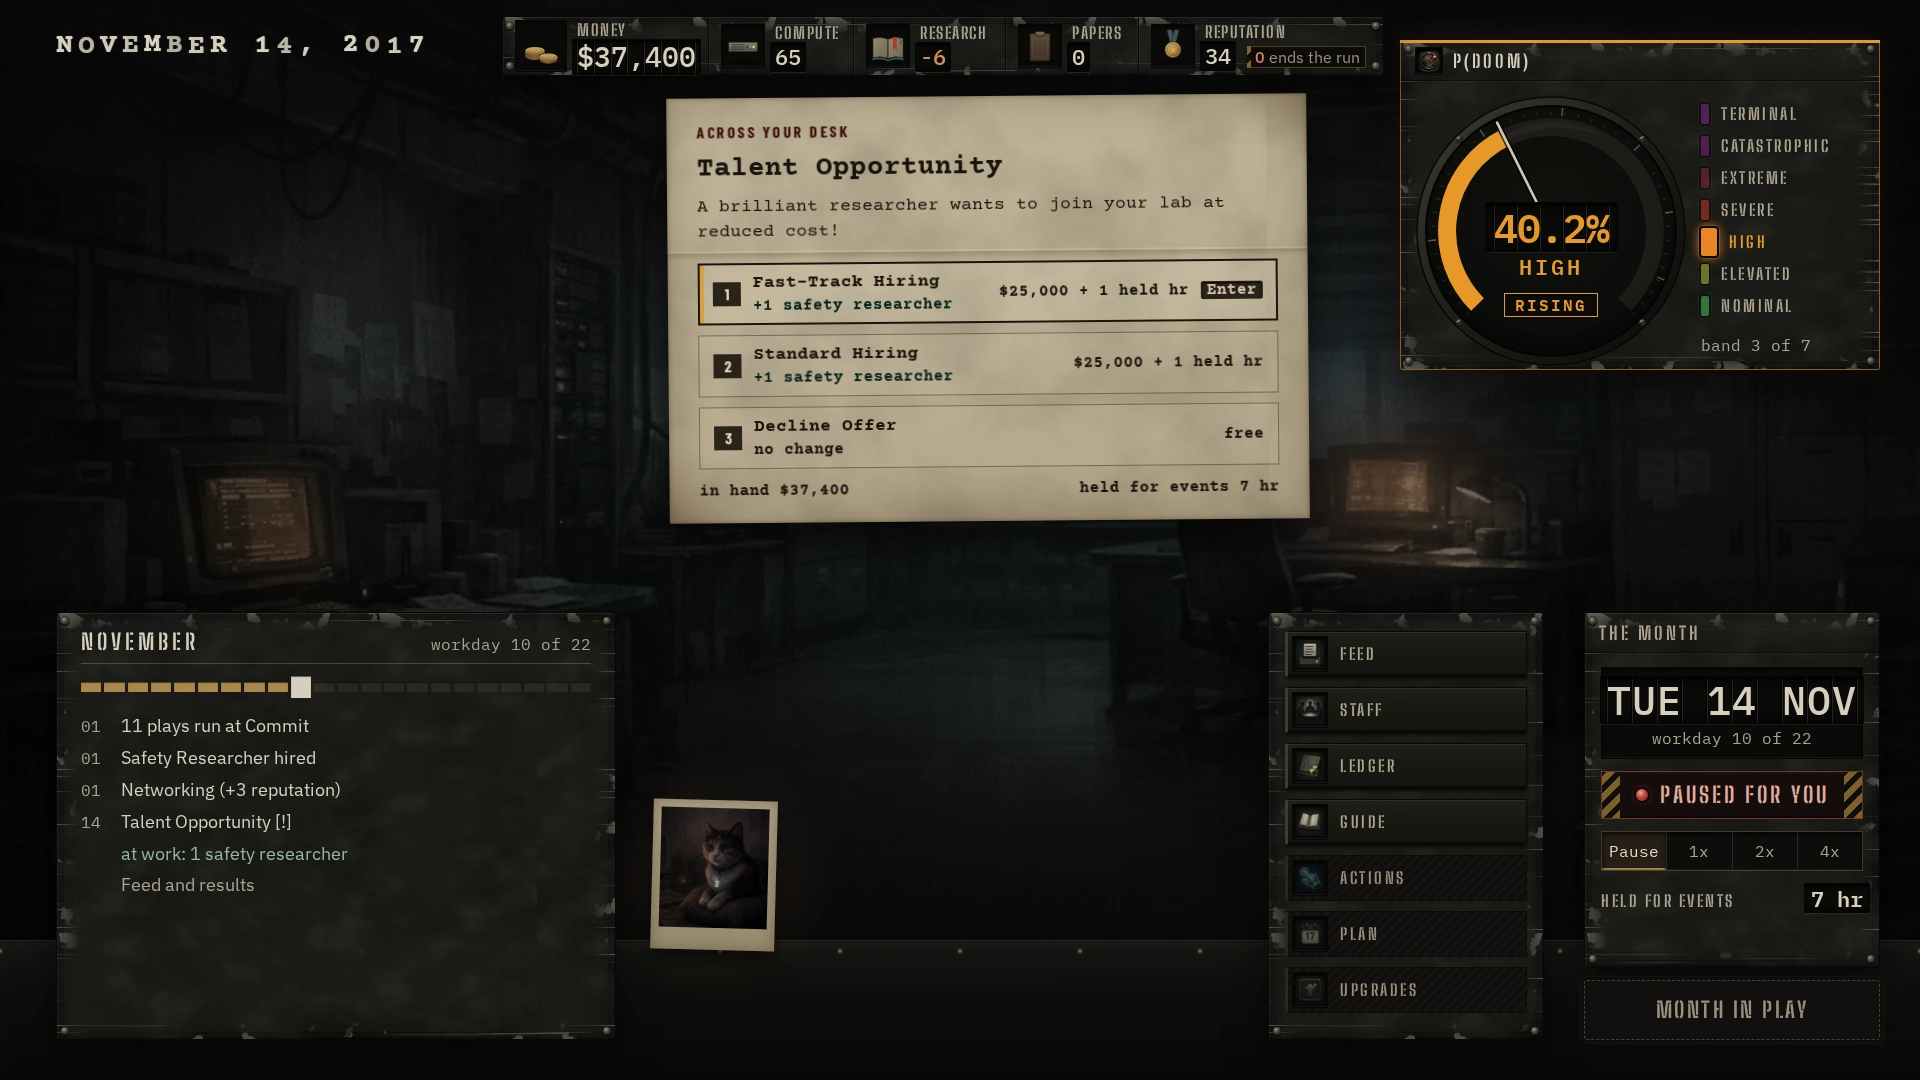 NOVEMBER 14, 2017
MONEY
$37,400
COMPUTE
65
RESEARCH
-6
PAPERS
0
REPUTATION
34
0 ends the run
P(DOOM)
40.2%
HIGH
RISING
TERMINAL
CATASTROPHIC
EXTREME
SEVERE
HIGH
ELEVATED
NOMINAL
band 3 of 7
ACROSS YOUR DESK
Talent Opportunity
A brilliant researcher wants to join your lab at
reduced cost!
1 Fast-Track Hiring $25,000 + 1 held hr Enter
+1 safety researcher
2 Standard Hiring $25,000 + 1 held hr
+1 safety researcher
3 Decline Offer free
no change
in hand $37,400 held for events 7 hr
NOVEMBER workday 10 of 22
01 11 plays run at Commit
01 Safety Researcher hired
01 Networking (+3 reputation)
14 Talent Opportunity [!]
at work: 1 safety researcher
Feed and results
FEED
STAFF
LEDGER
GUIDE
ACTIONS
17 PLAN
UPGRADES
THE MONTH
TUE 14 NOV
workday 10 of 22
PAUSED FOR YOU
Pause 1x 2x 4x
HELD FOR EVENTS 7 hr
MONTH IN PLAY